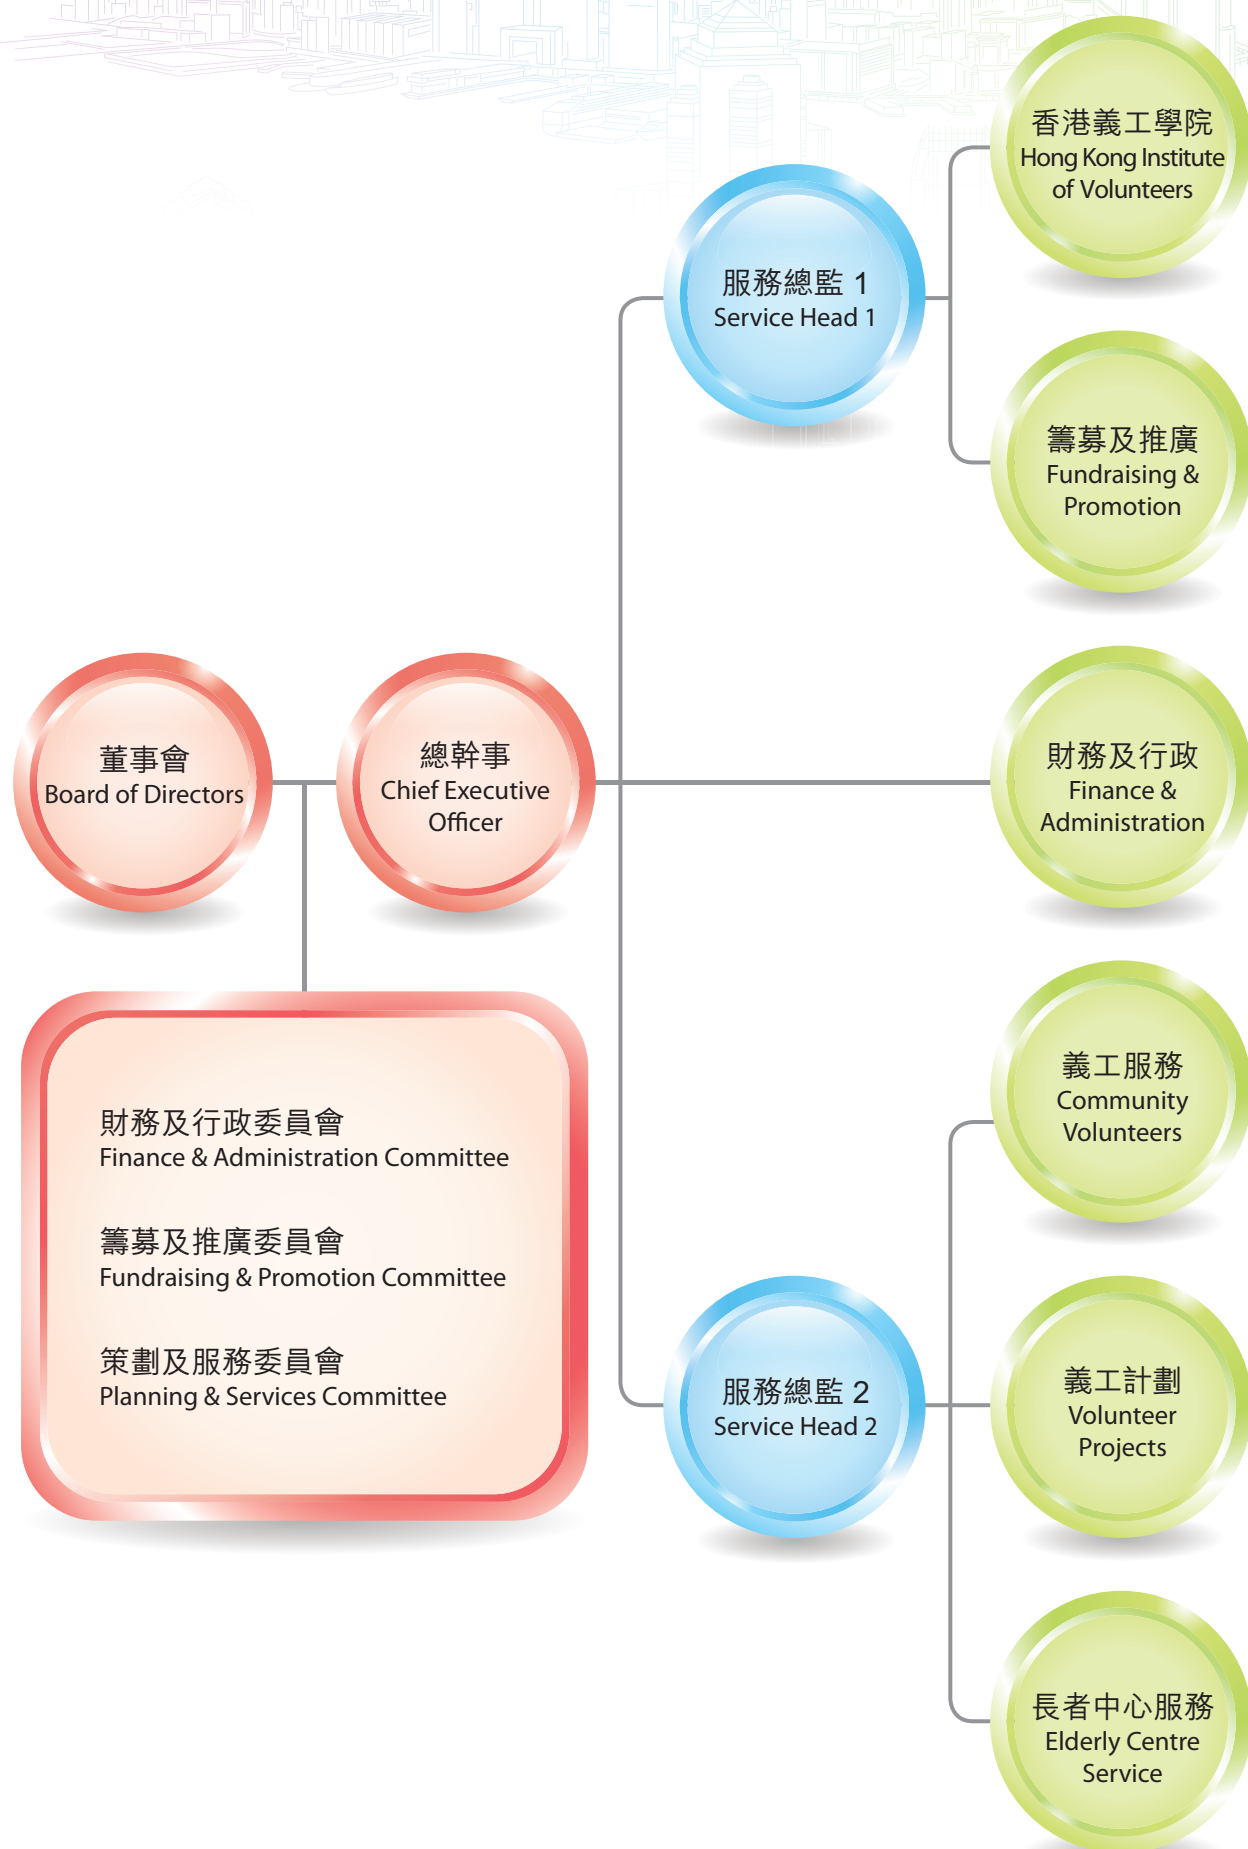 董事會
Board of Directors
總幹事
Chief Executive
Officer
財務及行政委員會
Finance & Administration Committee
籌募及推廣委員會
Fundraising & Promotion Committee
策劃及服務委員會
Planning & Services Committee
服務總監 1
Service Head 1
香港義工學院
Hong Kong Institute
of Volunteers
籌募及推廣
Fundraising &
Promotion
財務及行政
Finance &
Administration
服務總監 2
Service Head 2
義工服務
Community
Volunteers
義工計劃
Volunteer
Projects
長者中心服務
Elderly Centre
Service